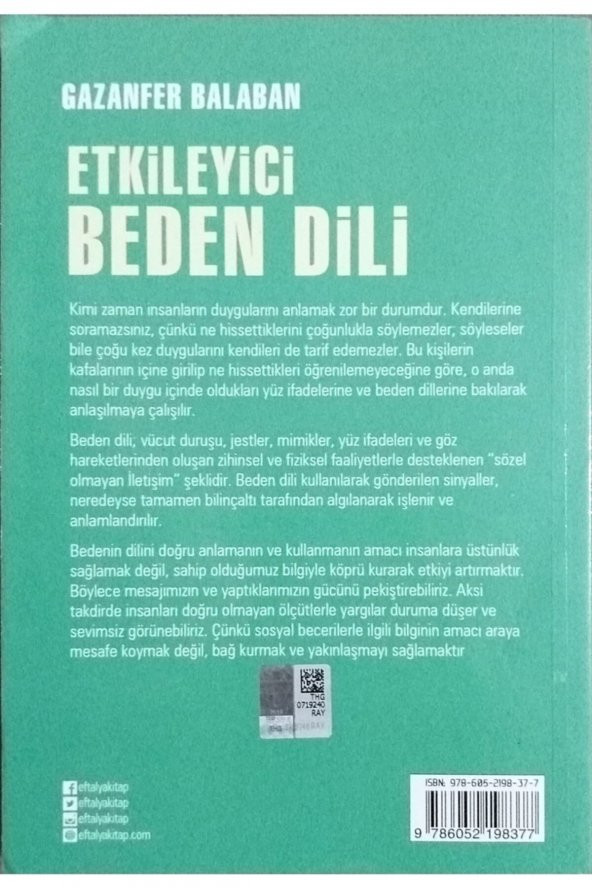 GAZANFER BALABAN
ETKİLEYİCİ
BEDEN DİLİ
Kimi zaman insanların duygularını anlamak zor bir durumdur. Kendilerine
soramazsınız, çünkü ne hissettiklerini çoğunlukla söylemezler; söyleseler
bile çoğu kez duygularını kendileri de tarif edemezler. Bu kişilerin
kafalarının içine girilip ne hissettikleri öğrenilemeyeceğine göre, o anda
nasıl bir duygu içinde oldukları yüz ifadelerine ve beden dillerine bakılarak
anlaşılmaya çalışılır.
Beden dili; vücut duruşu, jestler, mimikler, yüz ifadeleri ve göz
hareketlerinden oluşan zihinsel ve fiziksel faaliyetlerle desteklenen "sözel
olmayan İletişim" şeklidir. Beden dili kullanılarak gönderilen sinyaller,
neredeyse tamamen bilinçaltı tarafından algılanarak işlenir ve
anlamlandırılır.
Bedenin dilini doğru anlamanın ve kullanmanın amacı insanlara üstünlük
sağlamak değil, sahip olduğumuz bilgiyle köprü kurarak etkiyi artırmaktır.
Böylece mesajımızın ve yaptıklarımızın gücünü pekiştirebiliriz. Aksi
takdirde insanları doğru olmayan ölçütlerle yargılar duruma düşer ve
sevimsiz görünebiliriz. Çünkü sosyal becerilerle ilgili bilginin amacı araya
mesafe koymak değil, bağ kurmak ve yakınlaşmayı sağlamaktır
THG
0719240
RAY
eftalyakitap
eftalyakitap
eftalyakitap
eftalyakitap.com
ISBN: 978-605-2198-37-7
9 786052 198377